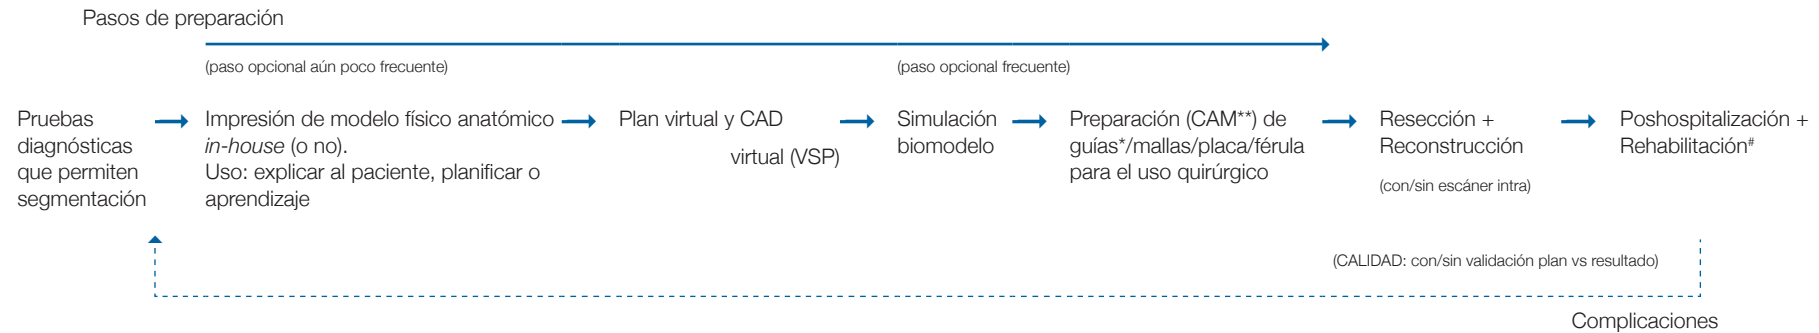 Pasos de preparación
(paso opcional aún poco frecuente)
(paso opcional frecuente)
Pruebas
diagnósticas
que permiten
segmentación
Impresión de modelo físico anatómico
in-house (o no).
Uso: explicar al paciente, planificar o
aprendizaje
Plan virtual y CAD
virtual (VSP)
Simulación
biomodelo
Preparación (CAM**) de
guías*/mallas/placa/férula
para el uso quirúrgico
Resección +
Reconstrucción
(con/sin escáner intra)
Poshospitalización +
Rehabilitación#
(CALIDAD: con/sin validación plan vs resultado)
Complicaciones